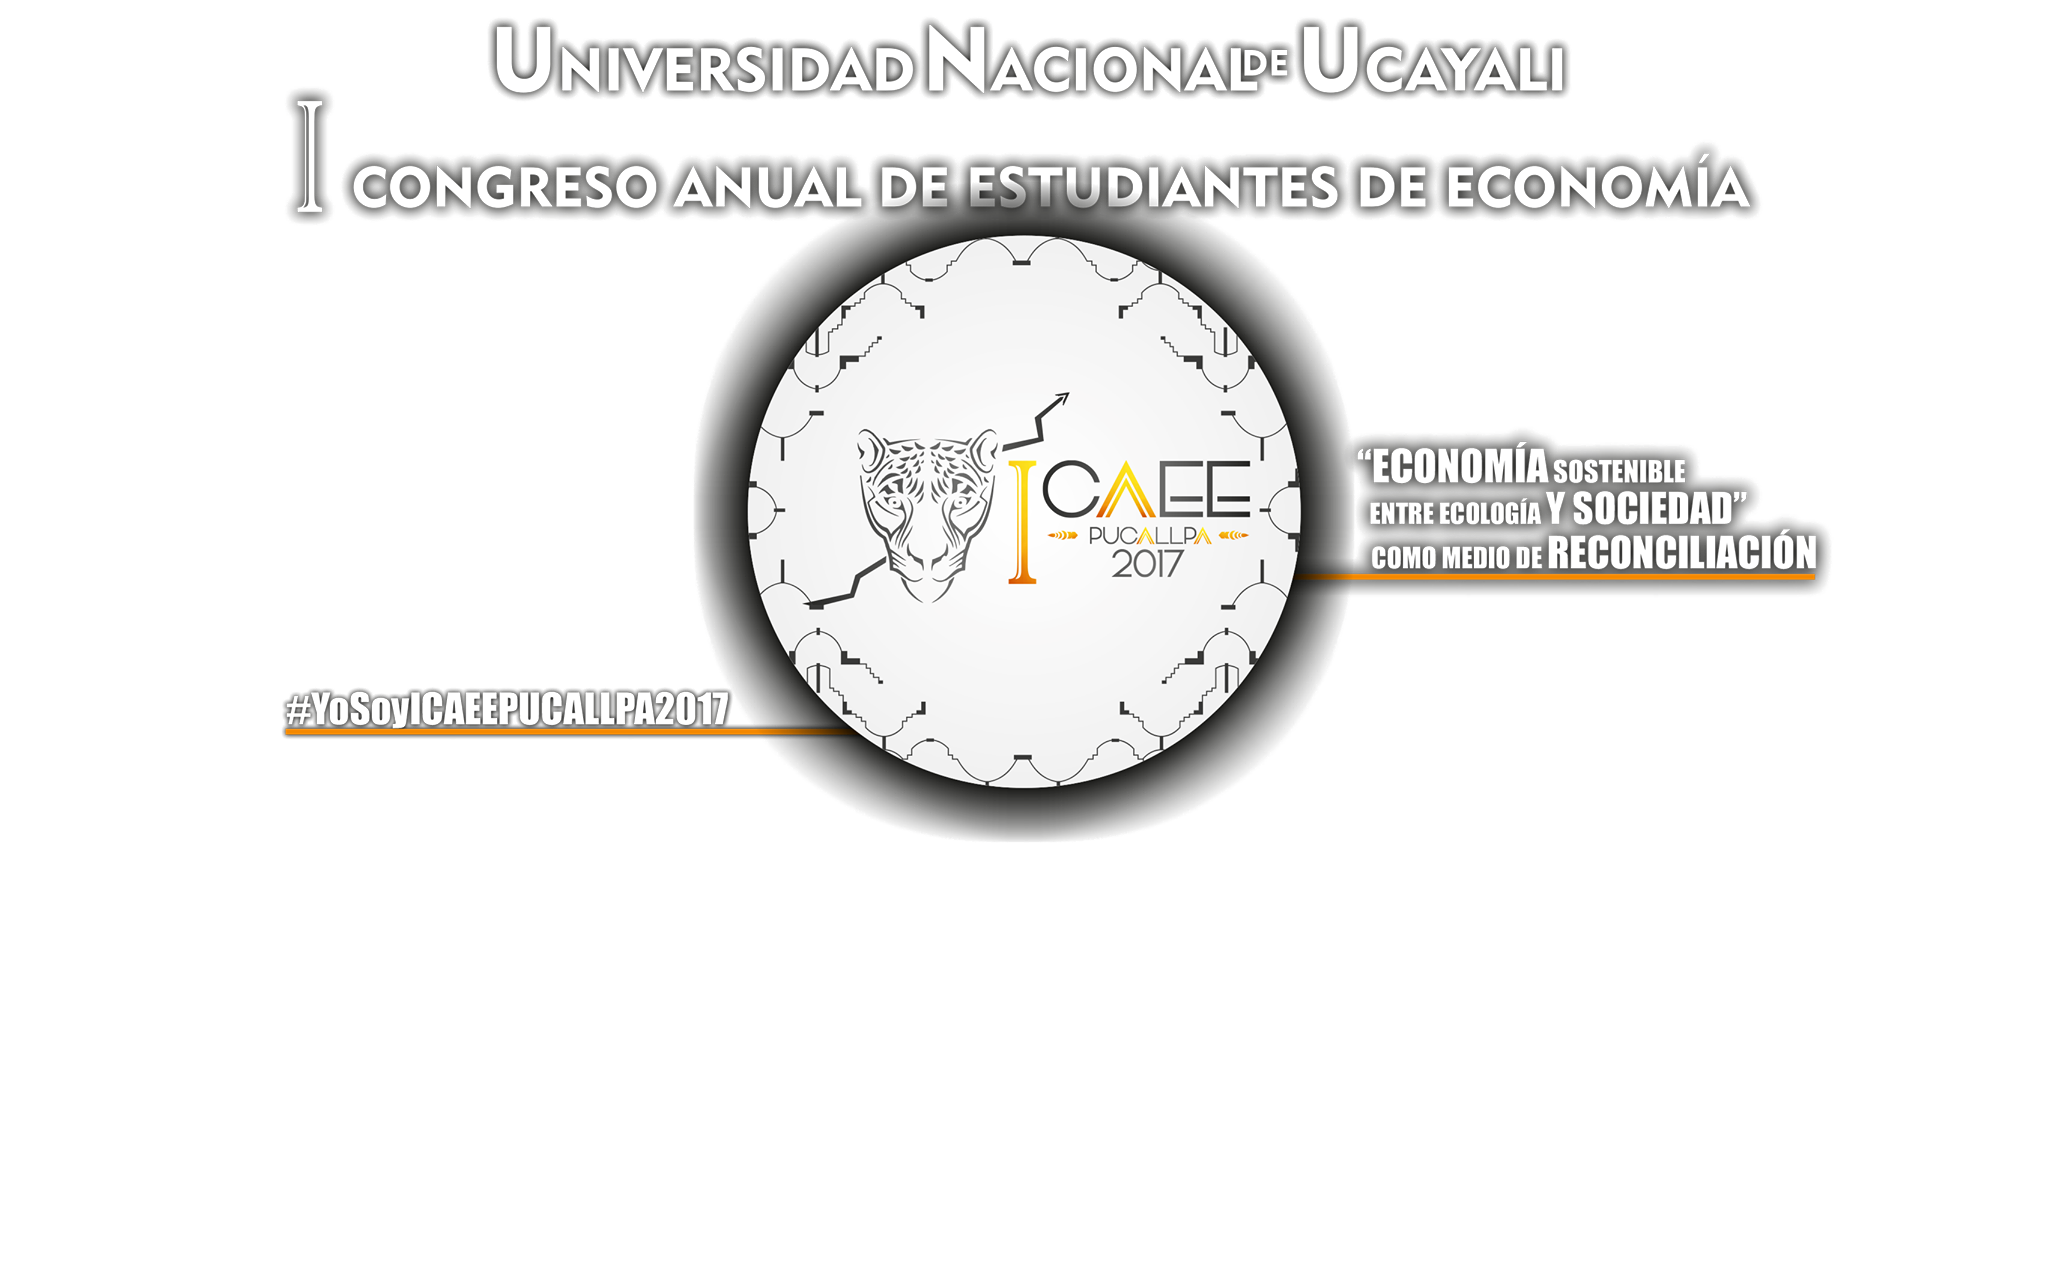 UNIVERSIDAD NACIONAL DE UCAYALI
I CONGRESO ANUAL DE ESTUDIANTES DE ECONOMÍA
I CAEE
PUCALLPA
2017
“ECONOMÍA SOSTENIBLE
ENTRE ECOLOGÍA Y SOCIEDAD”
COMO MEDIO DE RECONCILIACIÓN
#YoSoyICAEEPUCALLPA2017